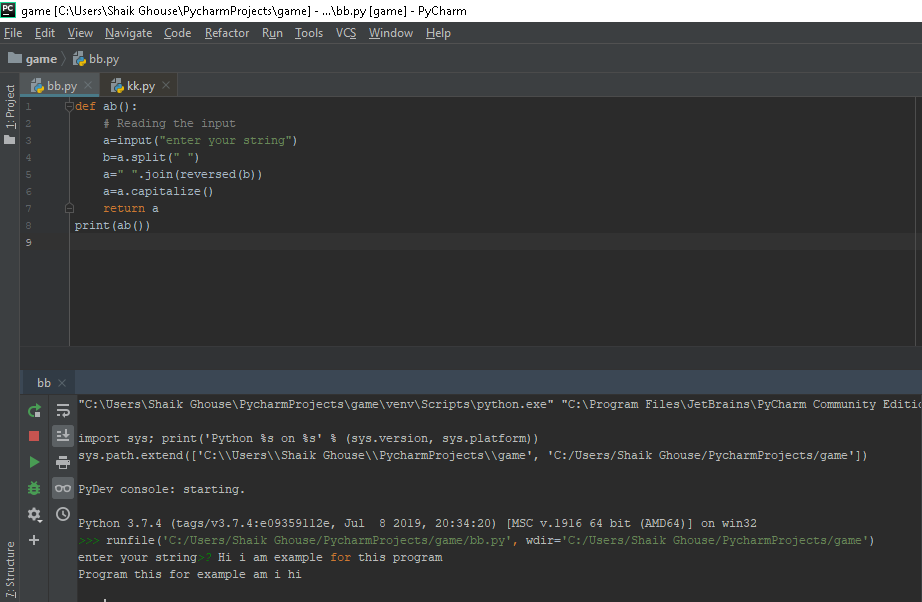 game [C:\Users\Shaik Ghouse\PycharmProjects\game] - ...\bb.py [game] - PyCharm
File Edit View Navigate Code Refactor Run Tools VCS Window Help
game bb.py
bb.py kk.py
1: Project
1 def ab():
2 # Reading the input
3 a=input("enter your string")
4 b=a.split(" ")
5 a=" ".join(reversed(b))
6 a=a.capitalize()
7 return a
8 print(ab())
9
bb
"C:\Users\Shaik Ghouse\PycharmProjects\game\venv\Scripts\python.exe" "C:\Program Files\JetBrains\PyCharm Community Editio
import sys; print('Python %s on %s' % (sys.version, sys.platform))
sys.path.extend(['C:\\Users\\Shaik Ghouse\\PycharmProjects\\game', 'C:/Users/Shaik Ghouse/PycharmProjects/game'])
PyDev console: starting.
Python 3.7.4 (tags/v3.7.4:e09359112e, Jul  8 2019, 20:34:20) [MSC v.1916 64 bit (AMD64)] on win32
>>> runfile('C:/Users/Shaik Ghouse/PycharmProjects/game/bb.py', wdir='C:/Users/Shaik Ghouse/PycharmProjects/game')
enter your string>? Hi i am example for this program
Program this for example am i hi
7: Structure